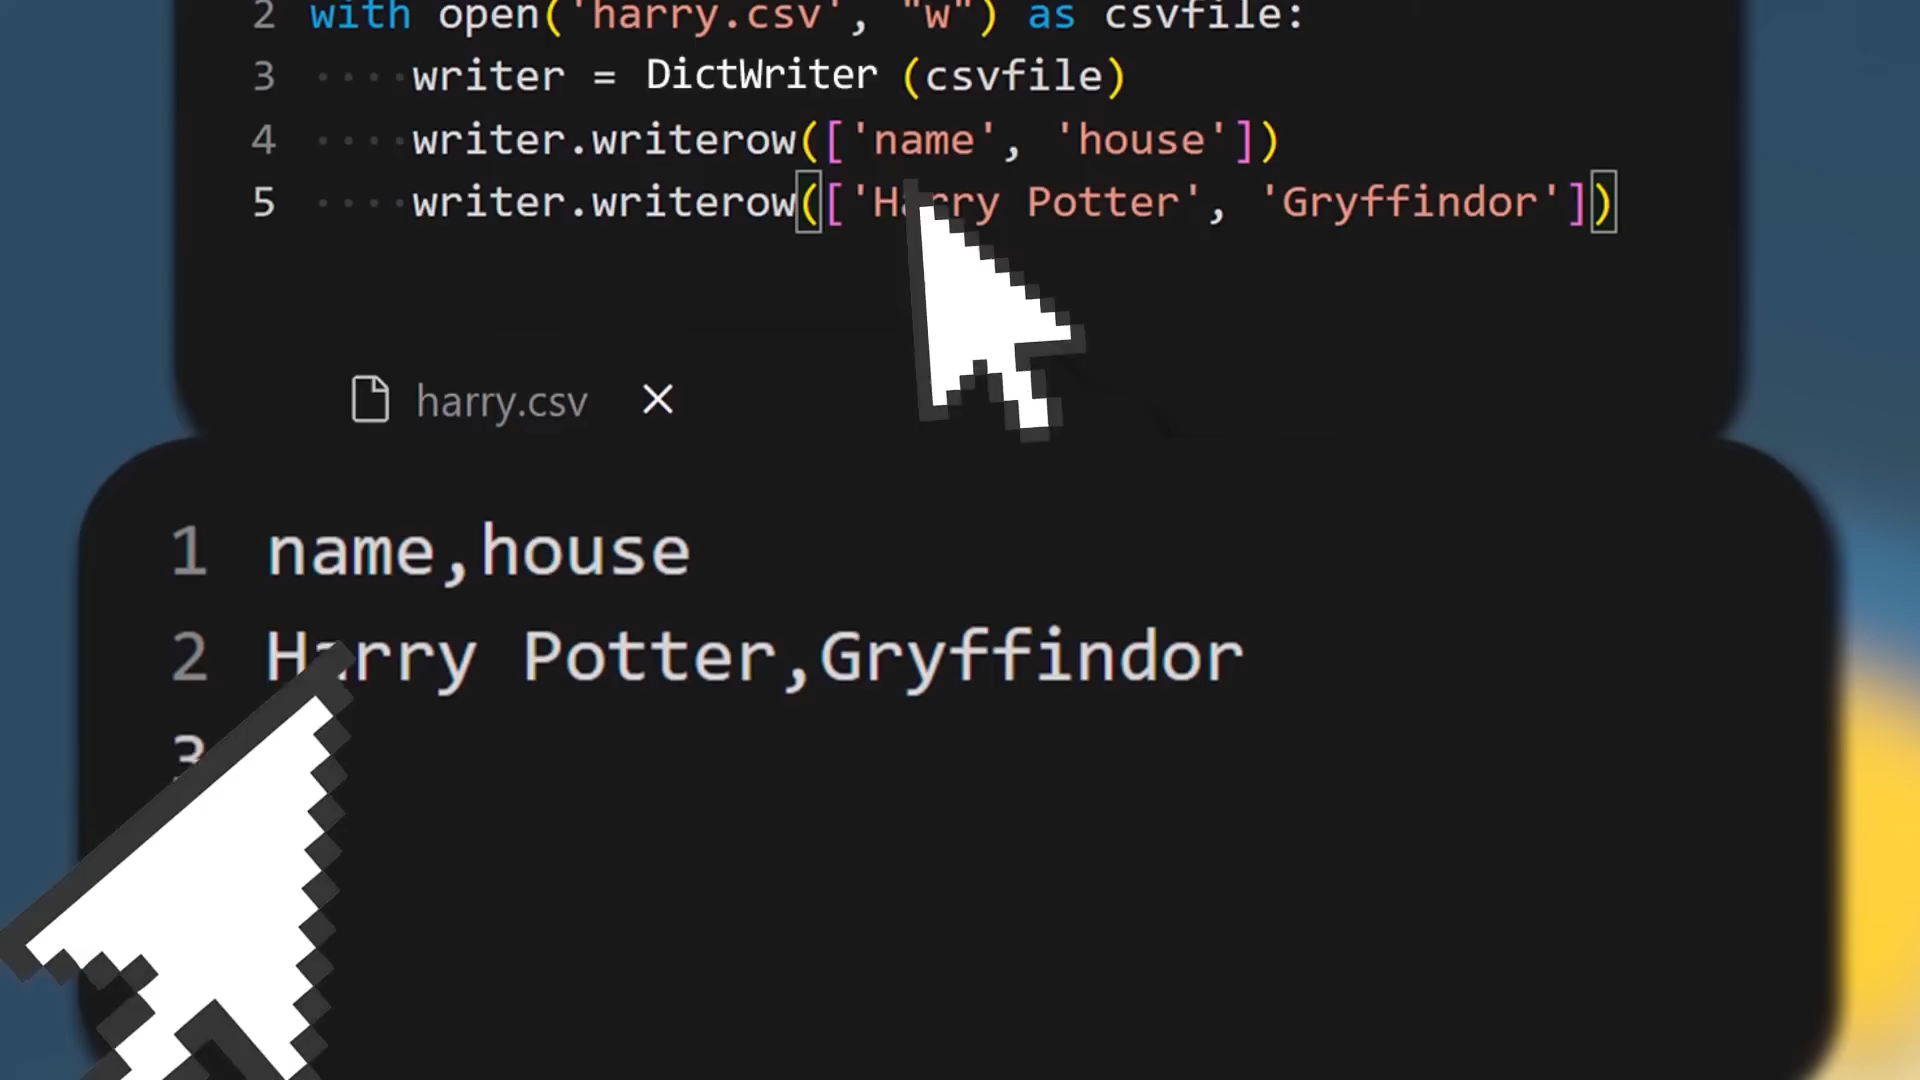 2 with open('harry.csv', "w") as csvfile:
3 ····writer = DictWriter (csvfile)
4 ····writer.writerow(['name', 'house'])
5 ····writer.writerow(['Harry Potter', 'Gryffindor'])
harry.csv ×
1 name,house
2 Harry Potter,Gryffindor
3